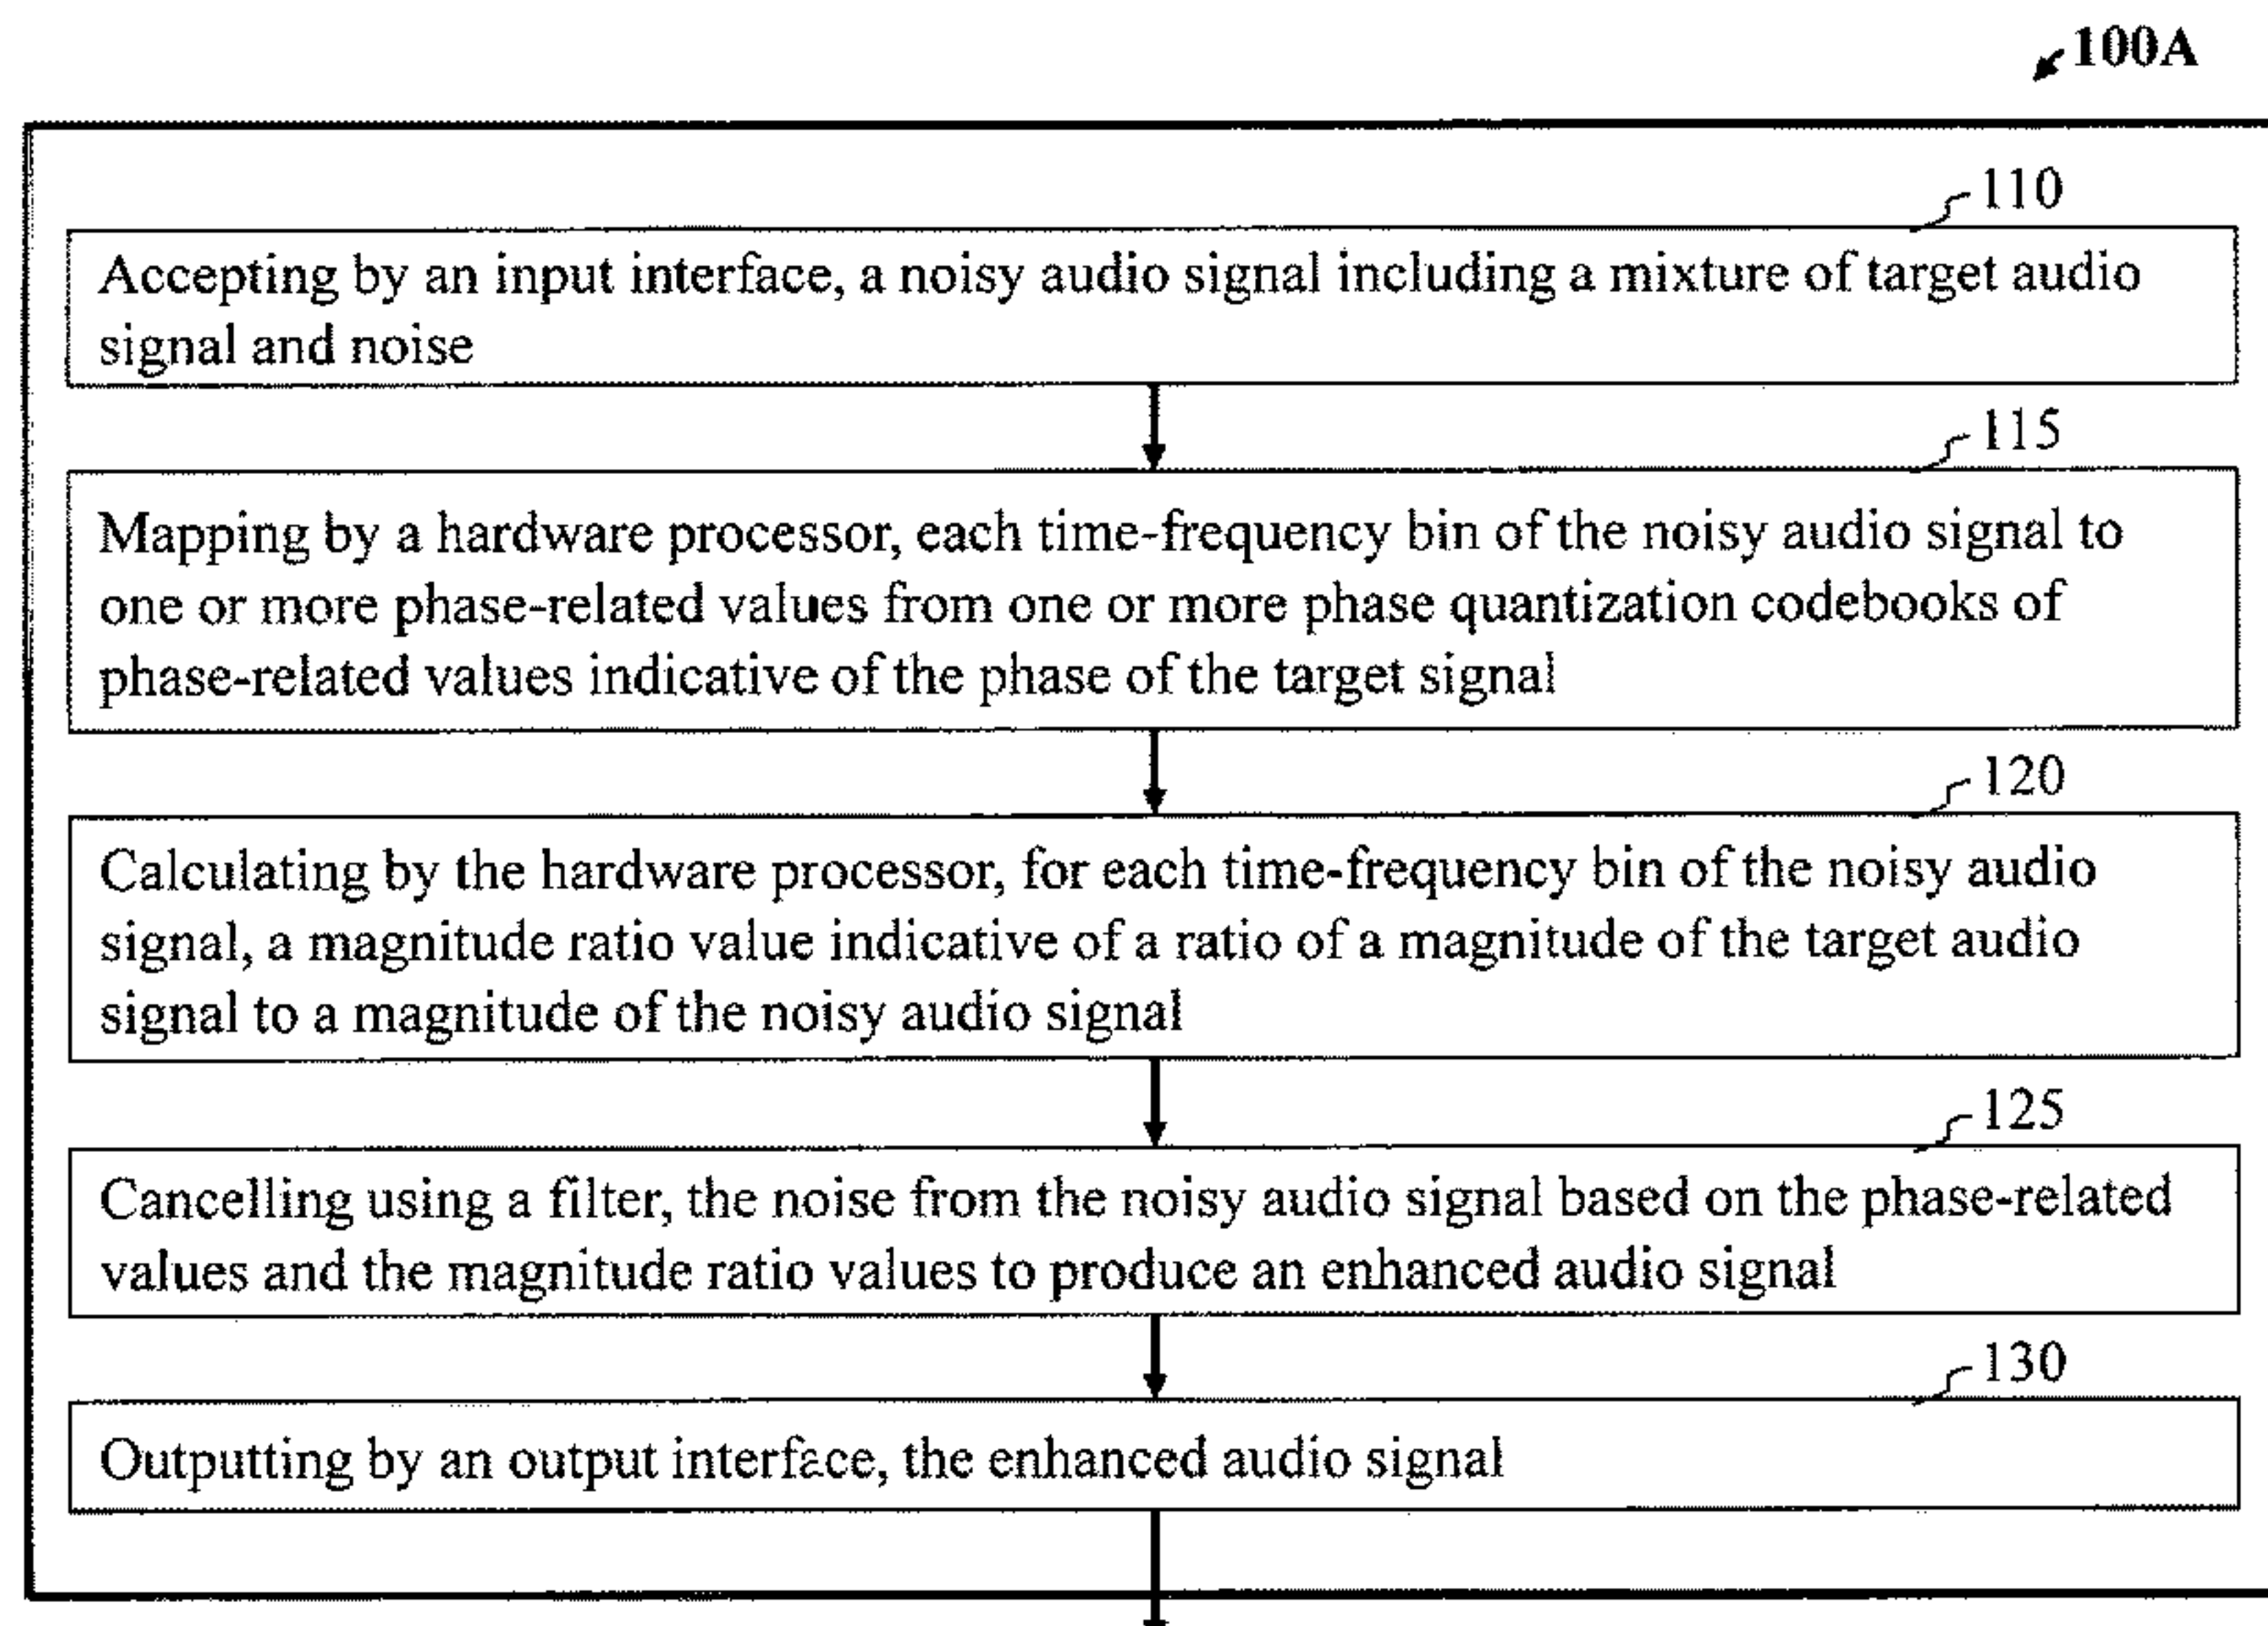 100A
110
Accepting by an input interface, a noisy audio signal including a mixture of target audio
signal and noise
115
Mapping by a hardware processor, each time-frequency bin of the noisy audio signal to
one or more phase-related values from one or more phase quantization codebooks of
phase-related values indicative of the phase of the target signal
120
Calculating by the hardware processor, for each time-frequency bin of the noisy audio
signal, a magnitude ratio value indicative of a ratio of a magnitude of the target audio
signal to a magnitude of the noisy audio signal
125
Cancelling using a filter, the noise from the noisy audio signal based on the phase-related
values and the magnitude ratio values to produce an enhanced audio signal
130
Outputting by an output interface, the enhanced audio signal